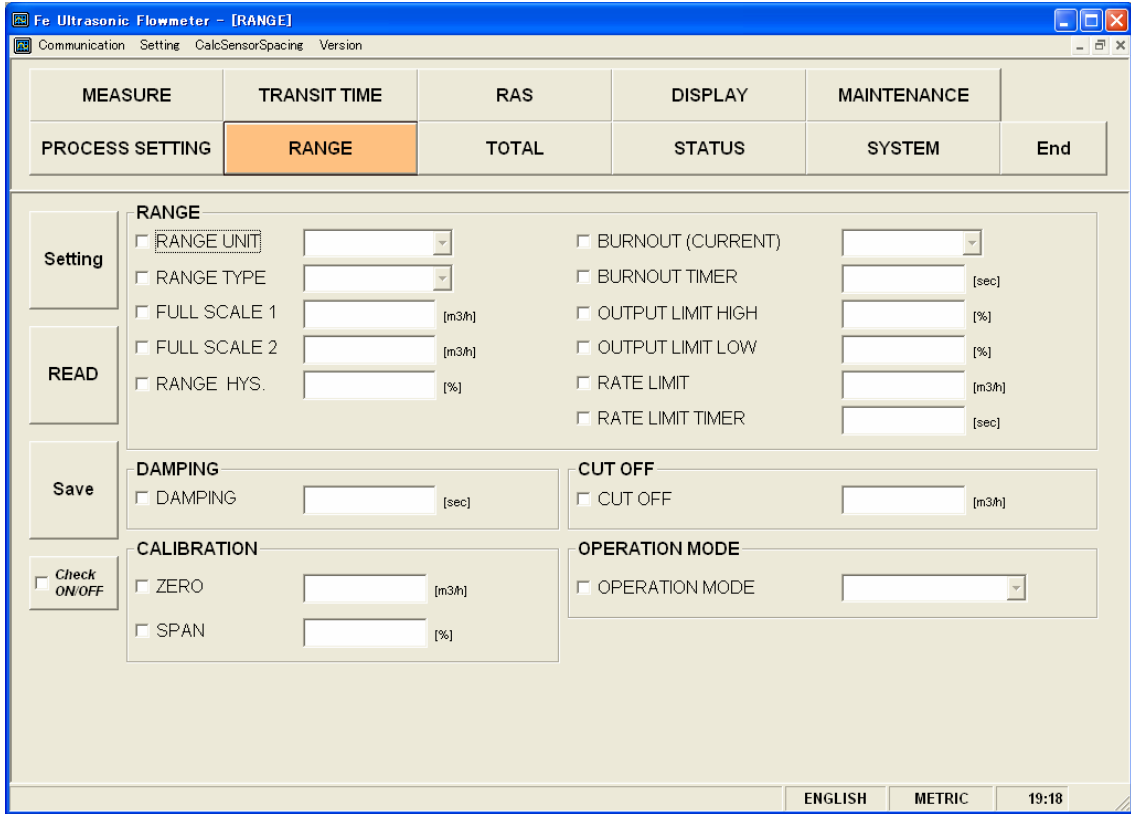 Fe Ultrasonic Flowmeter - [RANGE]
Communication Setting CalcSensorSpacing Version
MEASURE TRANSIT TIME RAS DISPLAY MAINTENANCE
PROCESS SETTING RANGE TOTAL STATUS SYSTEM End
Setting
READ
Save
Check
ON/OFF
RANGE
RANGE UNIT
RANGE TYPE
FULL SCALE 1 [m3/h]
FULL SCALE 2 [m3/h]
RANGE HYS. [%]
BURNOUT (CURRENT)
BURNOUT TIMER [sec]
OUTPUT LIMIT HIGH [%]
OUTPUT LIMIT LOW [%]
RATE LIMIT [m3/h]
RATE LIMIT TIMER [sec]
DAMPING
DAMPING [sec]
CUT OFF
CUT OFF [m3/h]
CALIBRATION
ZERO [m3/h]
SPAN [%]
OPERATION MODE
OPERATION MODE
ENGLISH METRIC 19:18